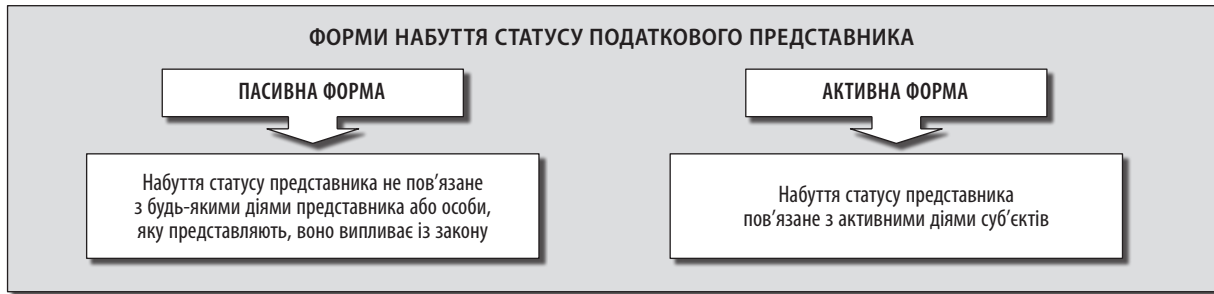 ФОРМИ НАБУТТЯ СТАТУСУ ПОДАТКОВОГО ПРЕДСТАВНИКА
ПАСИВНА ФОРМА
Набуття статусу представника не пов’язане
з будь-якими діями представника або особи,
яку представляють, воно випливає із закону
АКТИВНА ФОРМА
Набуття статусу представника
пов’язане з активними діями суб’єктів